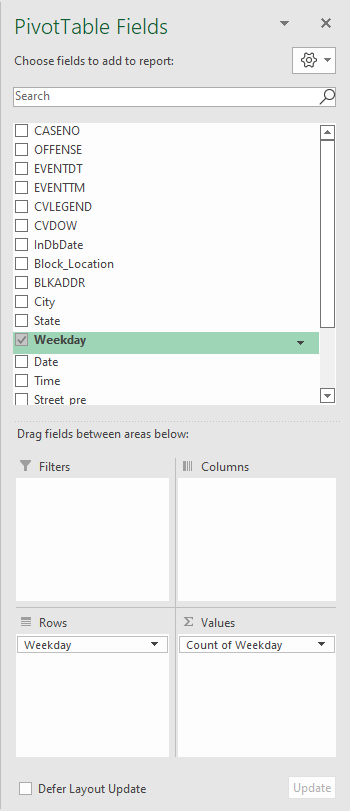 PivotTable Fields
Choose fields to add to report:
Search
CASENO
OFFENSE
EVENTDT
EVENTTM
CVLEGEND
CVDOW
InDbDate
Block_Location
BLKADDR
City
State
Weekday
Date
Time
Street_pre
Drag fields between areas below:
Filters
Columns
Rows
Σ Values
Weekday
Count of Weekday
Defer Layout Update
Update